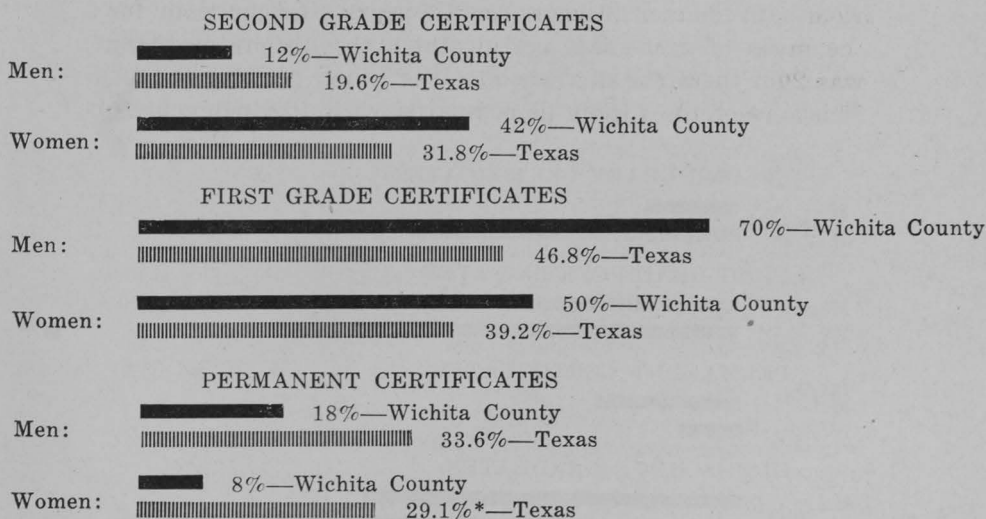 SECOND GRADE CERTIFICATES
Men:
12%—Wichita County
19.6%—Texas
Women:
42%—Wichita County
31.8%—Texas
FIRST GRADE CERTIFICATES
Men:
70%—Wichita County
46.8%—Texas
Women:
50%—Wichita County
39.2%—Texas
PERMANENT CERTIFICATES
Men:
18%—Wichita County
33.6%—Texas
Women:
8%—Wichita County
29.1%*—Texas